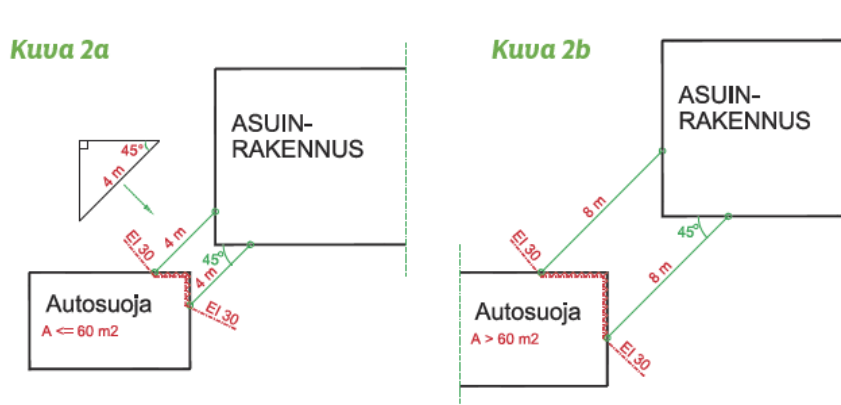 Kuva 2a
ASUIN-
RAKENNUS
45°
4 m
4 m
EI 30
45°
4 m
EI 30
Autosuoja
A <= 60 m2
Kuva 2b
ASUIN-
RAKENNUS
8 m
EI 30
45°
8 m
Autosuoja
A > 60 m2
EI 30